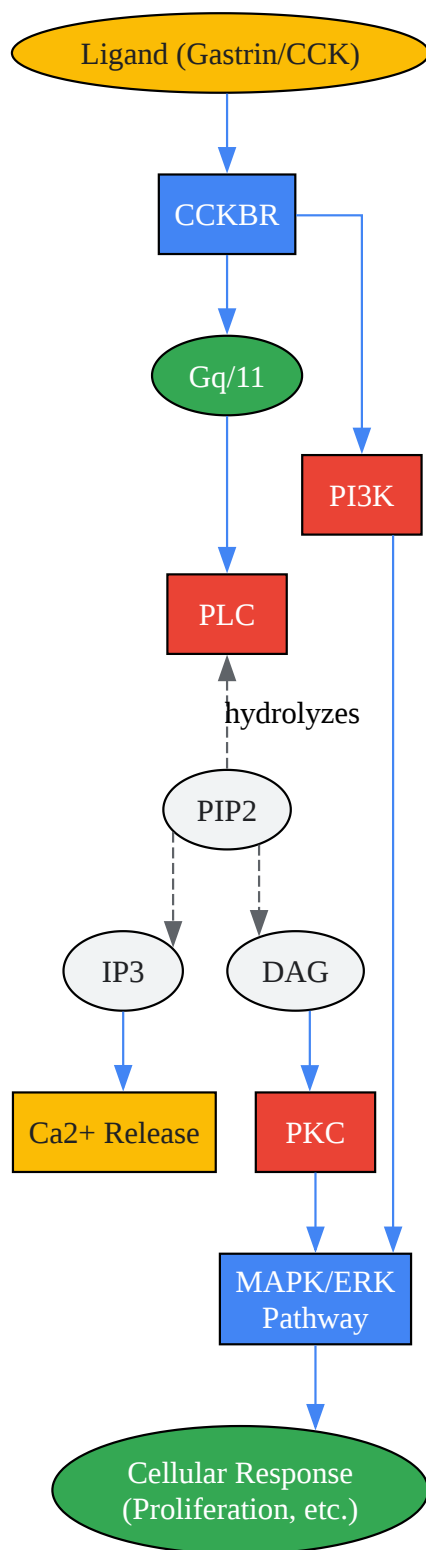 Ligand (Gastrin/CCK)
CCKBR
Gq/11
PI3K
PLC
hydrolyzes
PIP2
IP3
DAG
Ca2+ Release
PKC
MAPK/ERK
Pathway
Cellular Response
(Proliferation, etc.)